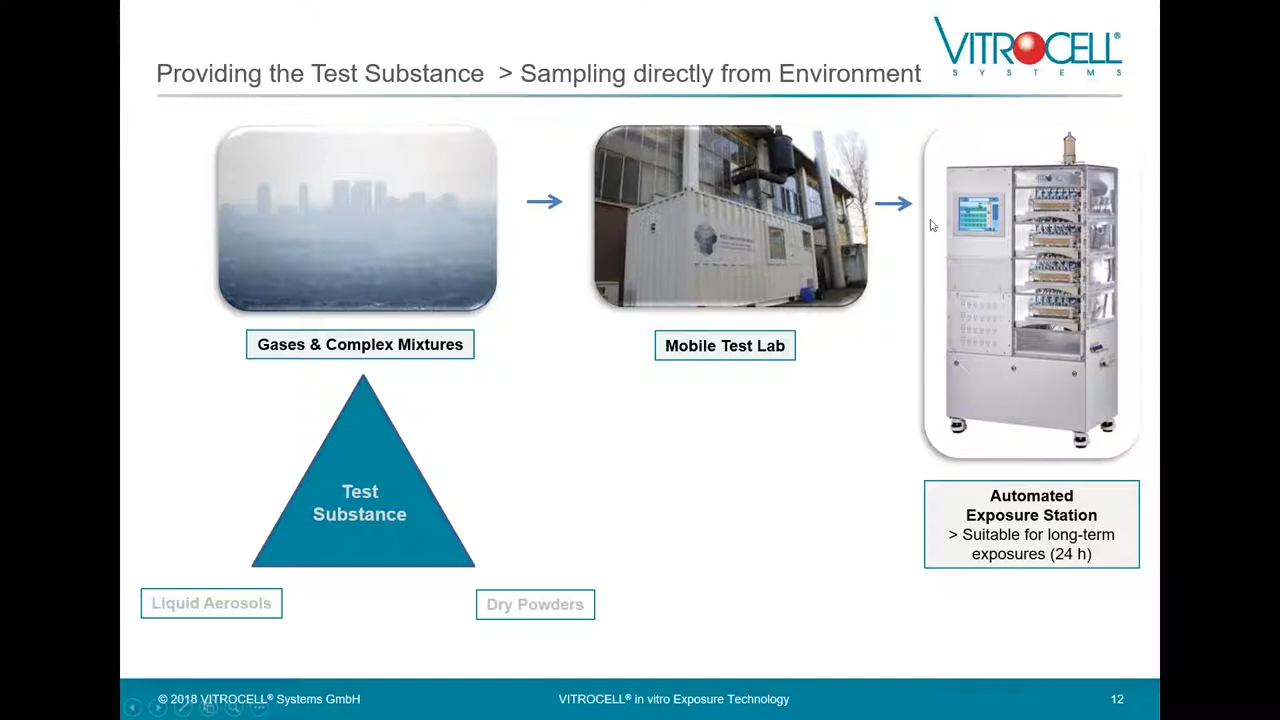 VITROCELL®
SYSTEMS
Providing the Test Substance > Sampling directly from Environment
Gases & Complex Mixtures
Mobile Test Lab
Automated
Exposure Station
> Suitable for long-term
exposures (24 h)
Test
Substance
Liquid Aerosols
Dry Powders
© 2018 VITROCELL® Systems GmbH
VITROCELL® in vitro Exposure Technology
12